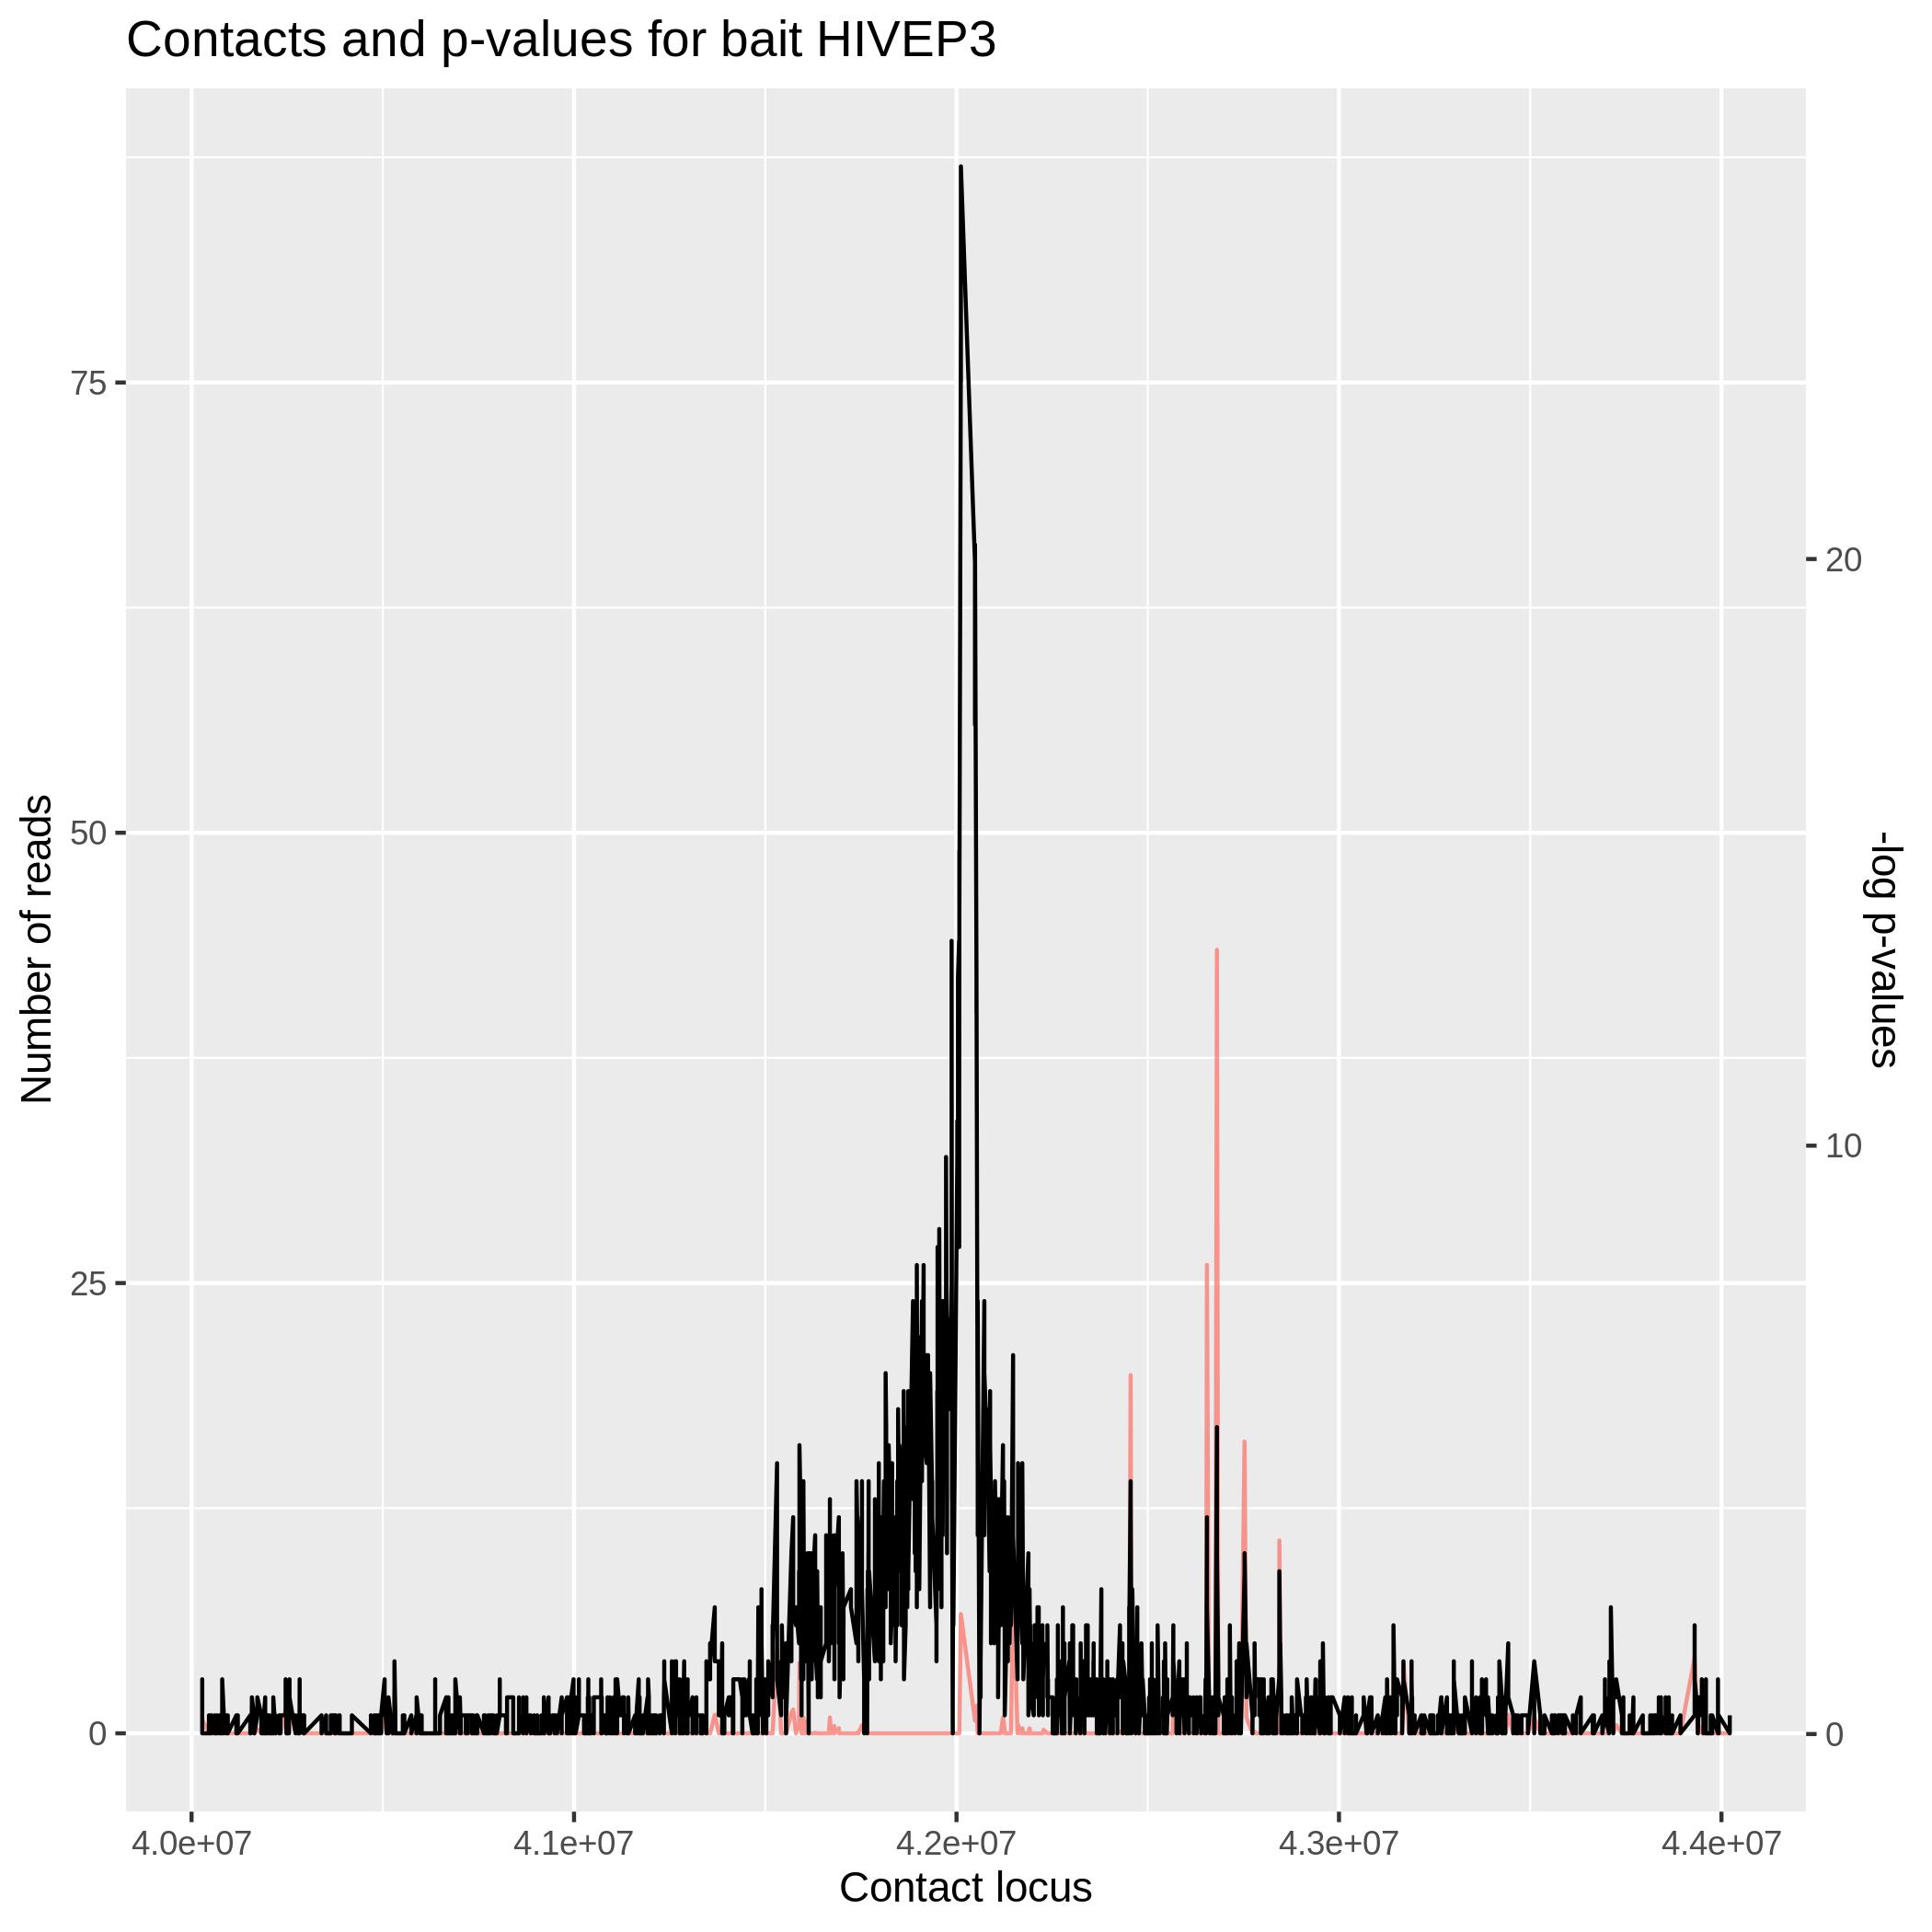 Contacts and p-values for bait HIVEP3
75
50
25
0
Number of reads
20
10
0
-log p-values
4.0e+07
4.1e+07
4.2e+07
4.3e+07
4.4e+07
Contact locus